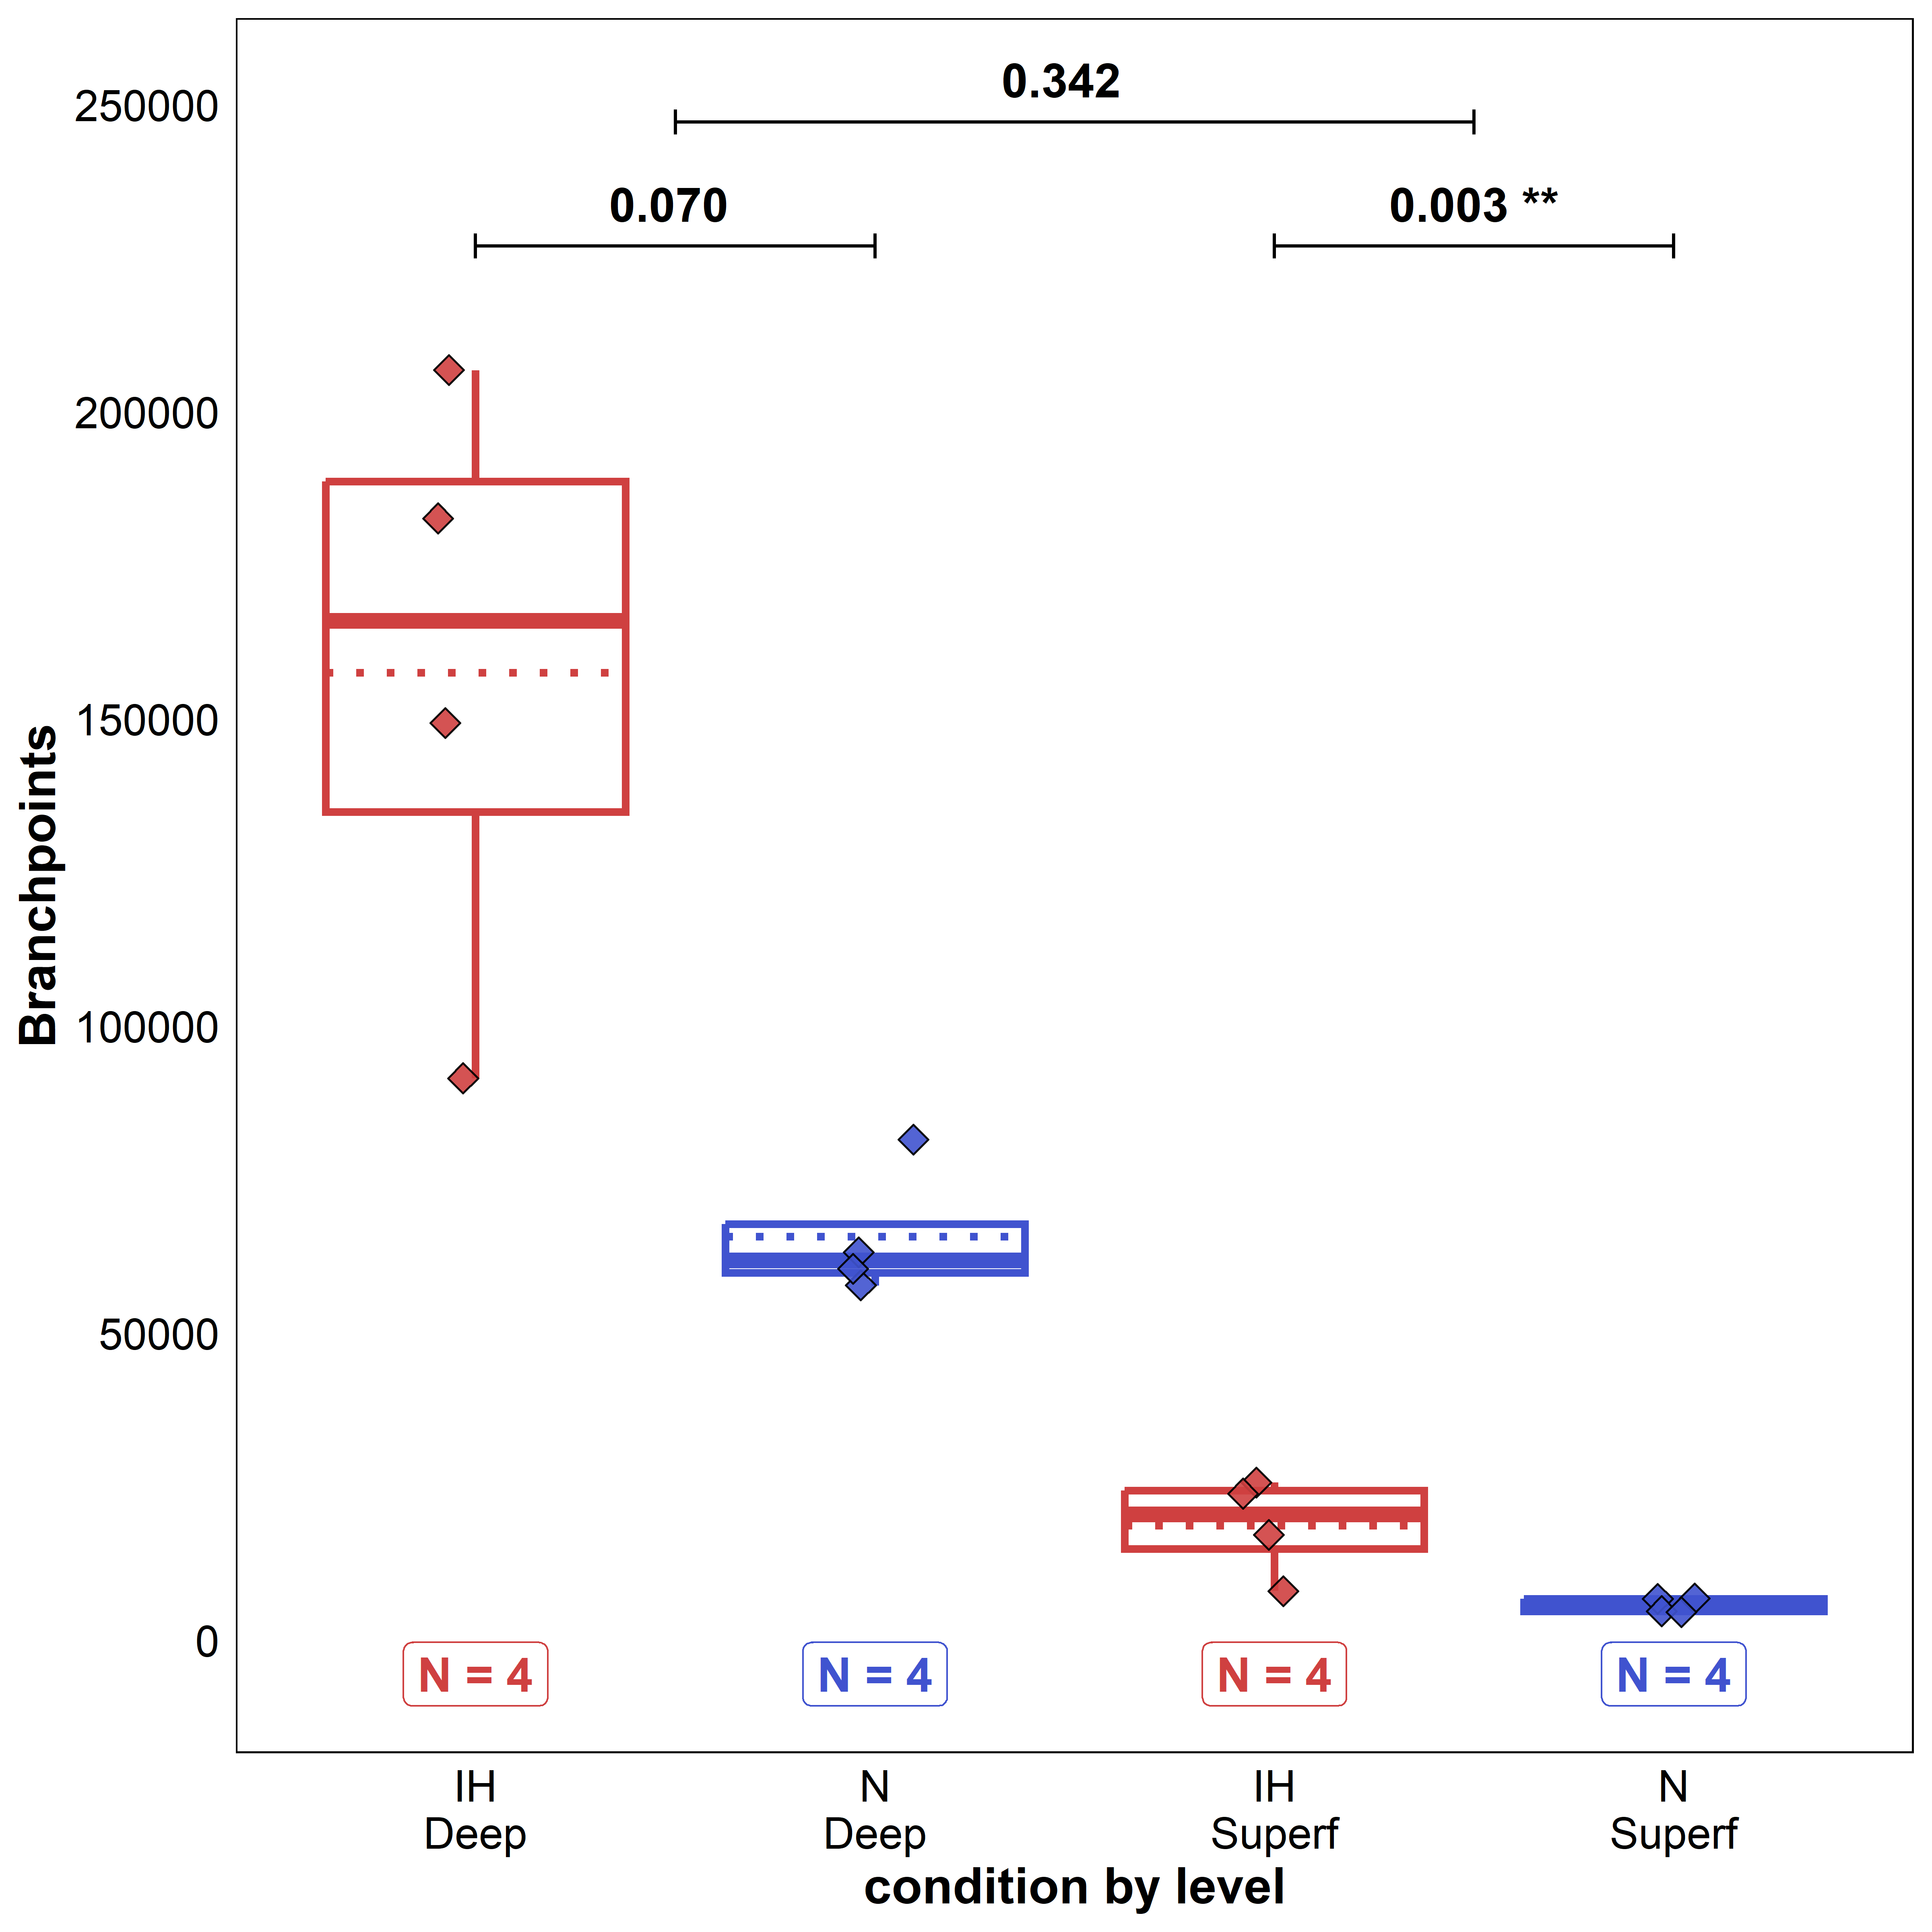 0.342
0.070
0.003 **
250000
200000
150000
100000
50000
0
Branchpoints
N = 4
N = 4
N = 4
N = 4
IH
Deep
N
Deep
IH
Superf
N
Superf
condition by level